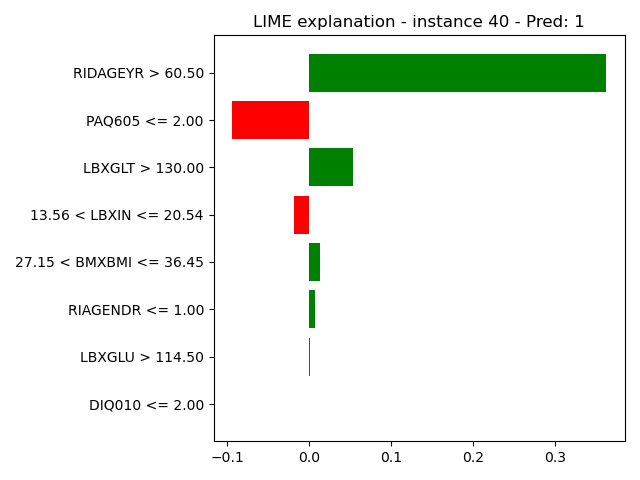 LIME explanation - instance 40 - Pred: 1
RIDAGEYR > 60.50
PAQ605 <= 2.00
LBXGLT > 130.00
13.56 < LBXIN <= 20.54
27.15 < BMXBMI <= 36.45
RIAGENDR <= 1.00
LBXGLU > 114.50
DIQ010 <= 2.00
−0.1 0.0 0.1 0.2 0.3